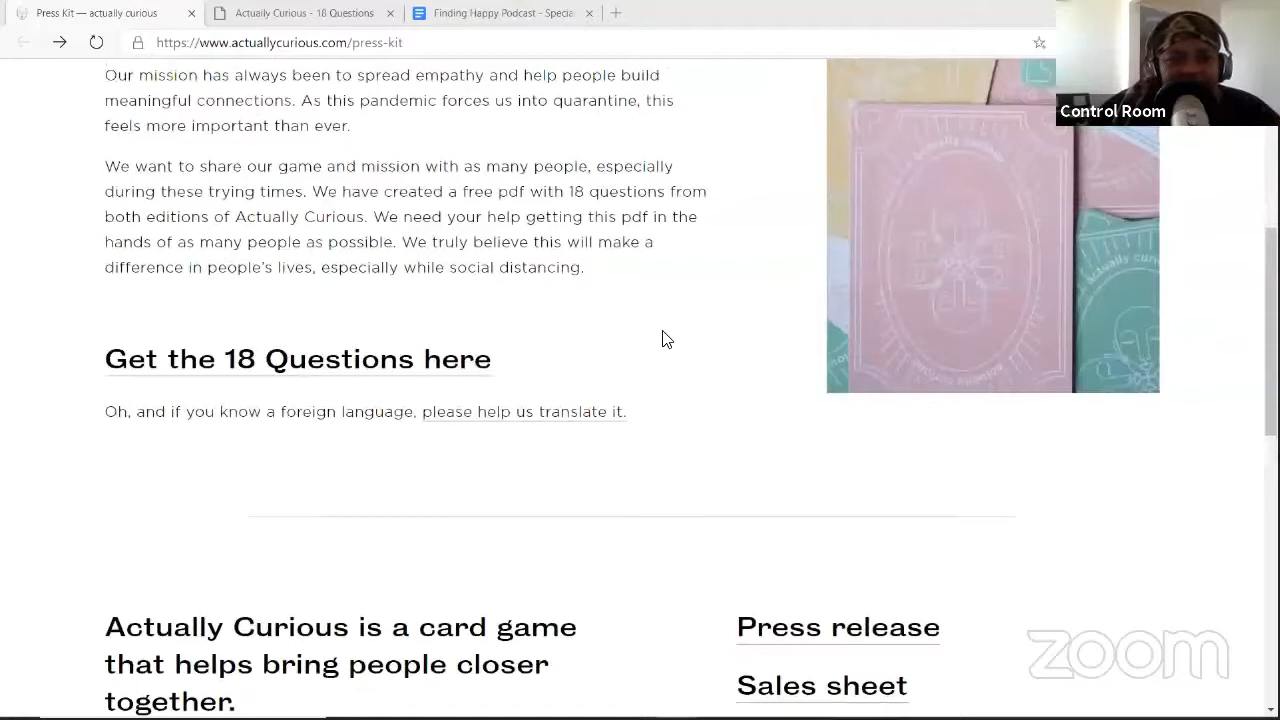 Press Kit — actually curious
Actually Curious - 18 Questions
Finding Happy Podcast - Specia
https://www.actuallycurious.com/press-kit
Control Room
Our mission has always been to spread empathy and help people build
meaningful connections. As this pandemic forces us into quarantine, this
feels more important than ever.
We want to share our game and mission with as many people, especially
during these trying times. We have created a free pdf with 18 questions from
both editions of Actually Curious. We need your help getting this pdf in the
hands of as many people as possible. We truly believe this will make a
difference in people's lives, especially while social distancing.
actually curious
actually curious
actually curi
Get the 18 Questions here
Oh, and if you know a foreign language, please help us translate it.
Actually Curious is a card game
that helps bring people closer
together.
Press release
Sales sheet
zoom